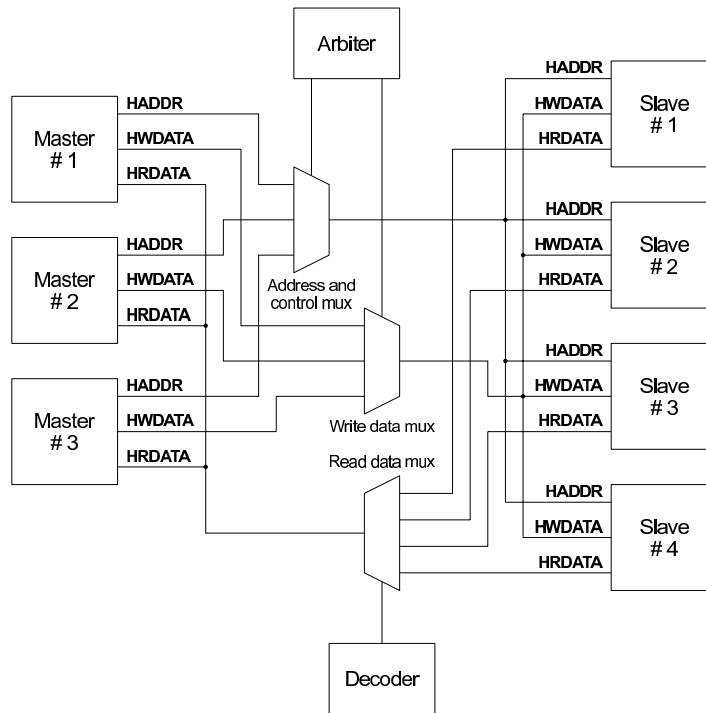 Arbiter
HADDR
Master
# 1
HWDATA
HRDATA
HADDR
Master
# 2
HWDATA
HRDATA
HADDR
Master
# 3
HWDATA
HRDATA
Address and
control mux
Write data mux
Read data mux
Decoder
HADDR
Slave
# 1
HWDATA
HRDATA
HADDR
Slave
# 2
HWDATA
HRDATA
HADDR
Slave
# 3
HWDATA
HRDATA
HADDR
Slave
# 4
HWDATA
HRDATA